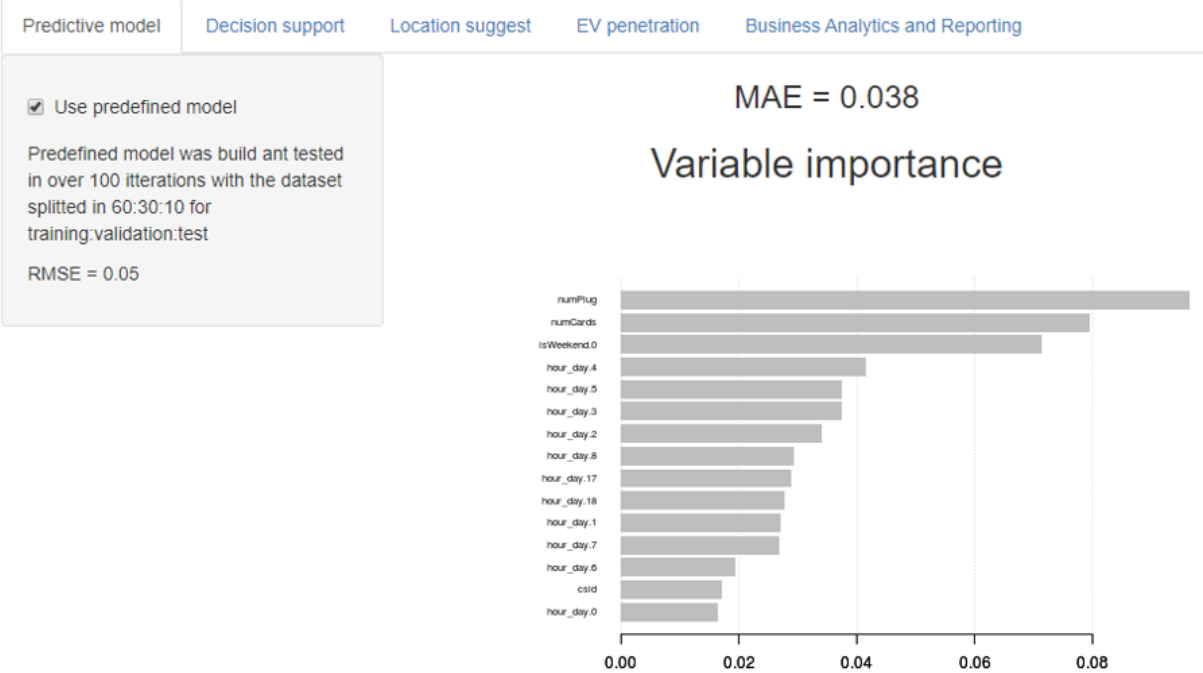 Predictive model Decision support Location suggest EV penetration Business Analytics and Reporting
Use predefined model
Predefined model was build ant tested
in over 100 itterations with the dataset
splitted in 60:30:10 for
training:validation:test
RMSE = 0.05
MAE = 0.038
Variable importance
numPlug
numCards
IsWeekend.0
hour_day.4
hour_day.5
hour_day.3
hour_day.2
hour_day.8
hour_day.17
hour_day.18
hour_day.1
hour_day.7
hour_day.6
csId
hour_day.0
0.00 0.02 0.04 0.06 0.08